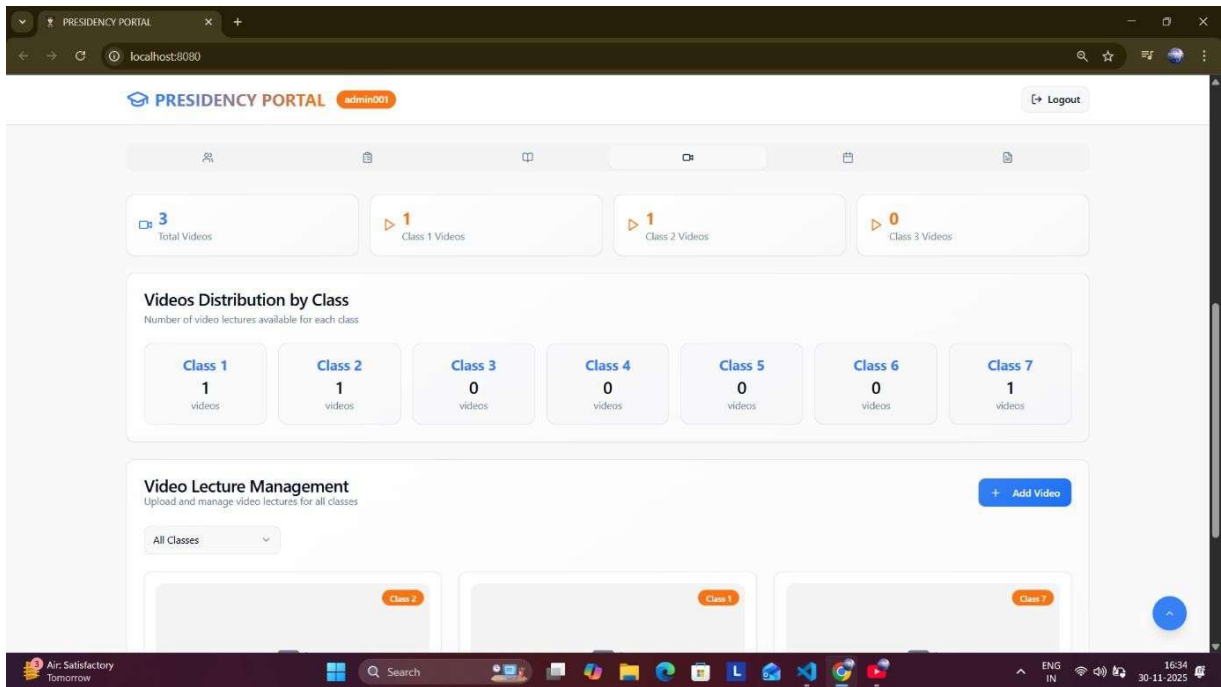 PRESIDENCY PORTAL
localhost:8080
PRESIDENCY PORTAL admin001 Logout
3
Total Videos
1
Class 1 Videos
1
Class 2 Videos
0
Class 3 Videos
Videos Distribution by Class
Number of video lectures available for each class
Class 1
1
videos
Class 2
1
videos
Class 3
0
videos
Class 4
0
videos
Class 5
0
videos
Class 6
0
videos
Class 7
1
videos
Video Lecture Management
Upload and manage video lectures for all classes
+ Add Video
All Classes
Class 2
Class 1
Class 7
3
Air: Satisfactory
Tomorrow
Search
L
ENG
IN
16:34
30-11-2025